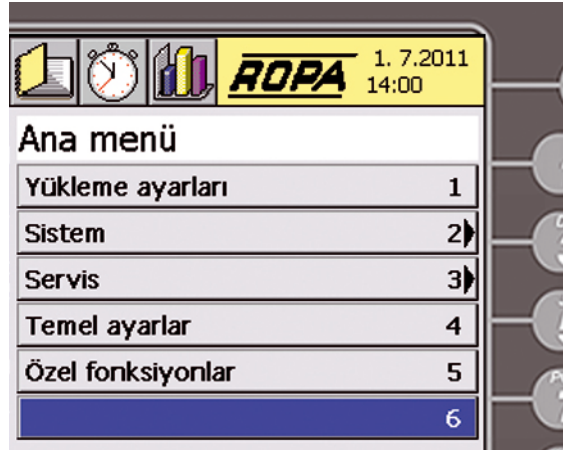 ROPA
1. 7.2011
14:00
Ana menü
Yükleme ayarları 1
Sistem 2
Servis 3
Temel ayarlar 4
Özel fonksiyonlar 5
6